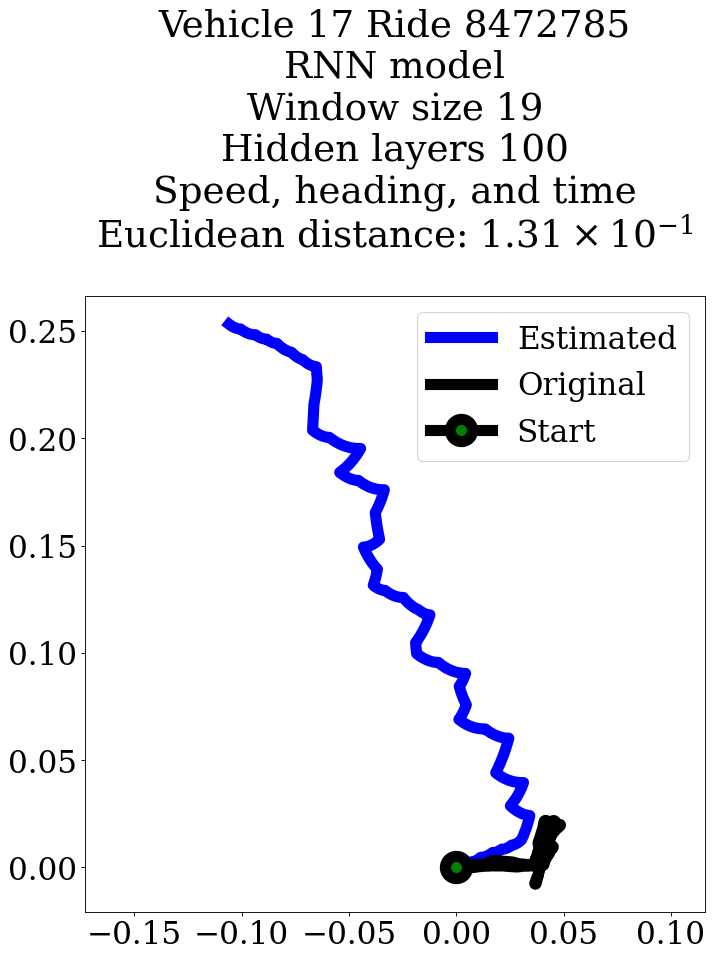 Vehicle 17 Ride 8472785
RNN model
Window size 19
Hidden layers 100
Speed, heading, and time
Euclidean distance: 1.31 × 10⁻¹
Estimated
Original
Start
0.25
0.20
0.15
0.10
0.05
0.00
−0.15 −0.10 −0.05 0.00 0.05 0.10